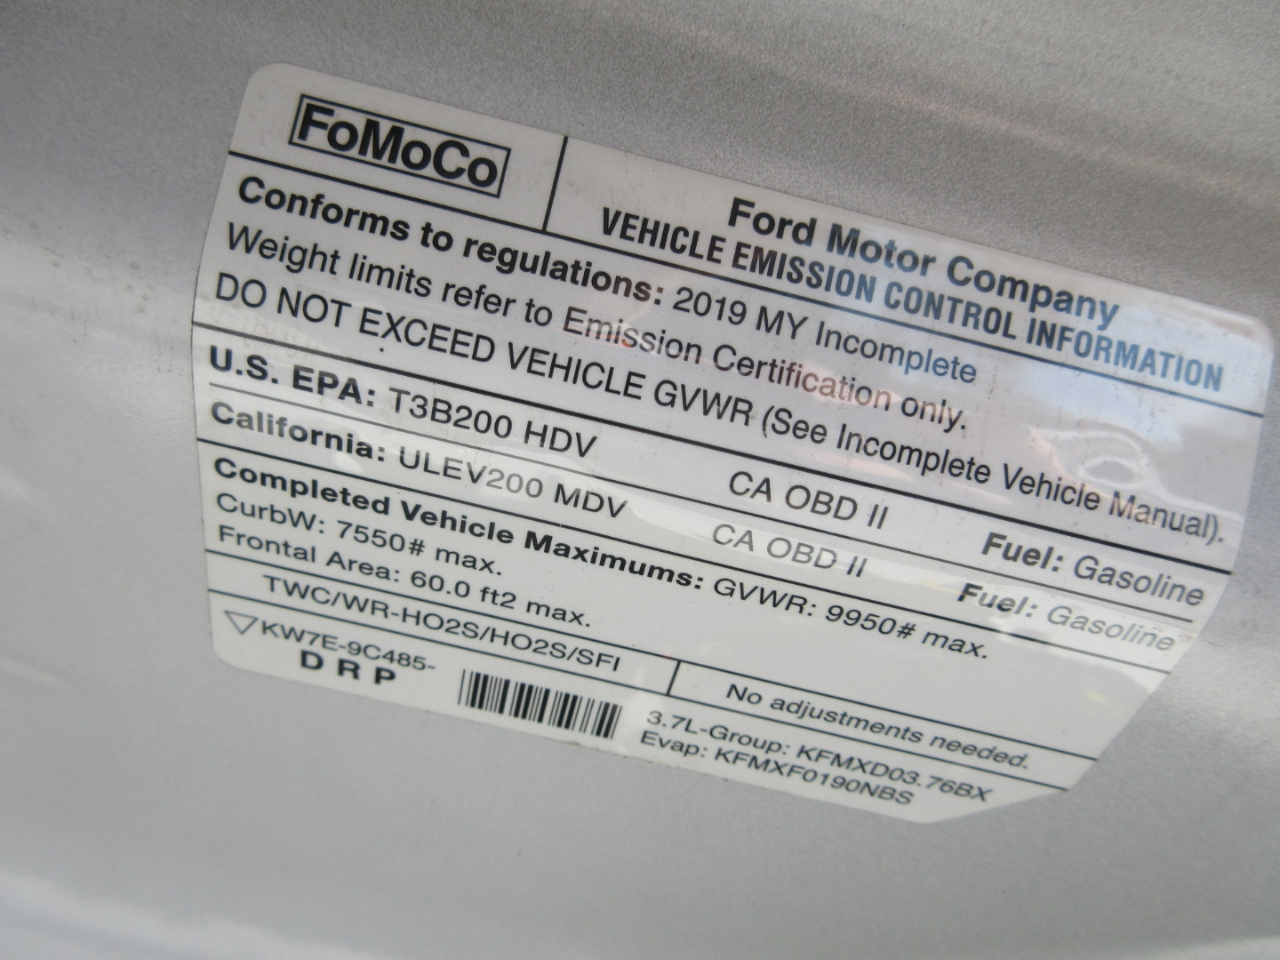 FoMoCo
Ford Motor Company
VEHICLE EMISSION CONTROL INFORMATION
Conforms to regulations: 2019 MY Incomplete
Weight limits refer to Emission Certification only.
DO NOT EXCEED VEHICLE GVWR (See Incomplete Vehicle Manual).
U.S. EPA: T3B200 HDV CA OBD II Fuel: Gasoline
California: ULEV200 MDV CA OBD II Fuel: Gasoline
Completed Vehicle Maximums: GVWR: 9950# max.
CurbW: 7550# max.
Frontal Area: 60.0 ft2 max.
TWC/WR-HO2S/HO2S/SFI No adjustments needed.
KW7E-9C485-
DRP
3.7L-Group: KFMXD03.76BX
Evap: KFMXF0190NBS